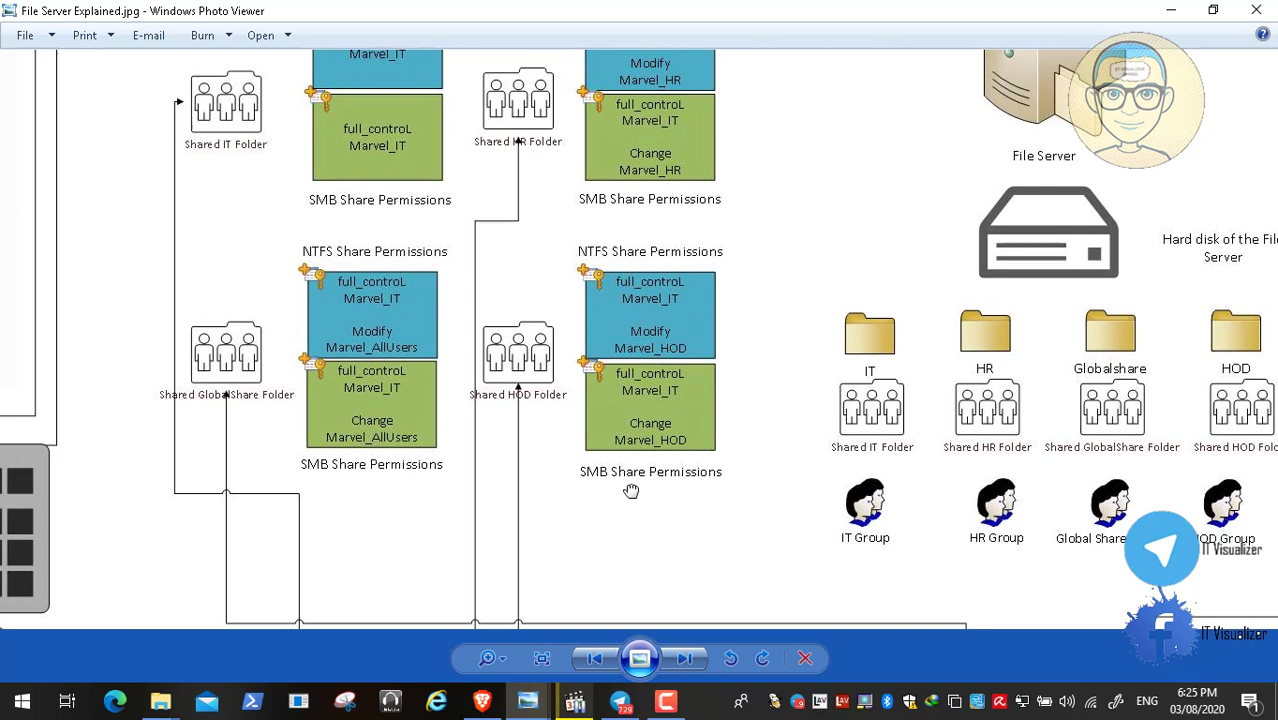 File Server Explained.jpg - Windows Photo Viewer
File
Print
E-mail
Burn
Open
Marvel_IT
full_controL
Marvel_IT
Shared IT Folder
SMB Share Permissions
Modify
Marvel_HR
full_controL
Marvel_IT
Change
Marvel_HR
Shared HR Folder
SMB Share Permissions
File Server
Hard disk of the File
Server
NTFS Share Permissions
full_controL
Marvel_IT
Modify
Marvel_AllUsers
full_controL
Marvel_IT
Change
Marvel_AllUsers
Shared GlobalShare Folder
SMB Share Permissions
NTFS Share Permissions
full_controL
Marvel_IT
Modify
Marvel_HOD
full_controL
Marvel_IT
Change
Marvel_HOD
Shared HOD Folder
SMB Share Permissions
IT
HR
Globalshare
HOD
Shared IT Folder
Shared HR Folder
Shared GlobalShare Folder
Shared HOD Fold
IT Group
HR Group
Global Share
HOD Group
IT Visualizer
IT Visualizer
729
ENG
6:25 PM
03/08/2020